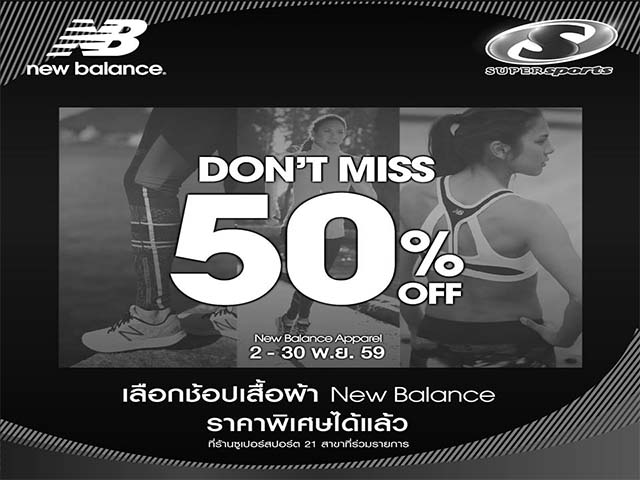 NB
new balance.
S
SUPERsports
DON'T MISS
50%
OFF
New Balance Apparel
2 - 30 พ.ย. 59
เลือกช้อปเสื้อผ้า New Balance
ราคาพิเศษได้แล้ว
ที่ร้านซูเปอร์สปอร์ต 21 สาขาที่ร่วมรายการ